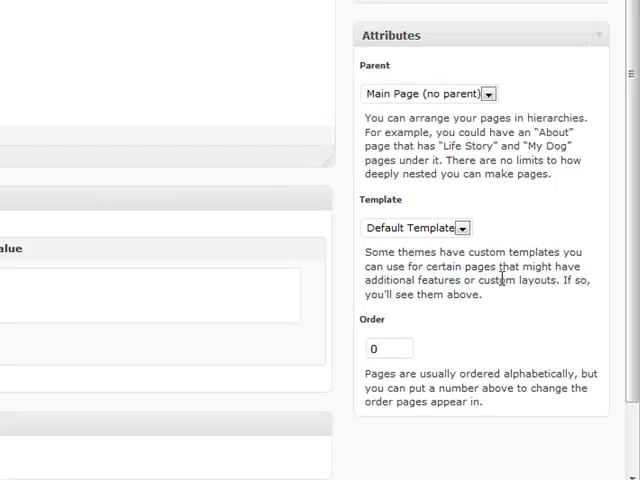 Attributes
Parent
Main Page (no parent)
You can arrange your pages in hierarchies.
For example, you could have an “About”
page that has “Life Story” and “My Dog”
pages under it. There are no limits to how
deeply nested you can make pages.
Template
Default Template
alue
Some themes have custom templates you
can use for certain pages that might have
additional features or custom layouts. If so,
you’ll see them above.
Order
0
Pages are usually ordered alphabetically, but
you can put a number above to change the
order pages appear in.